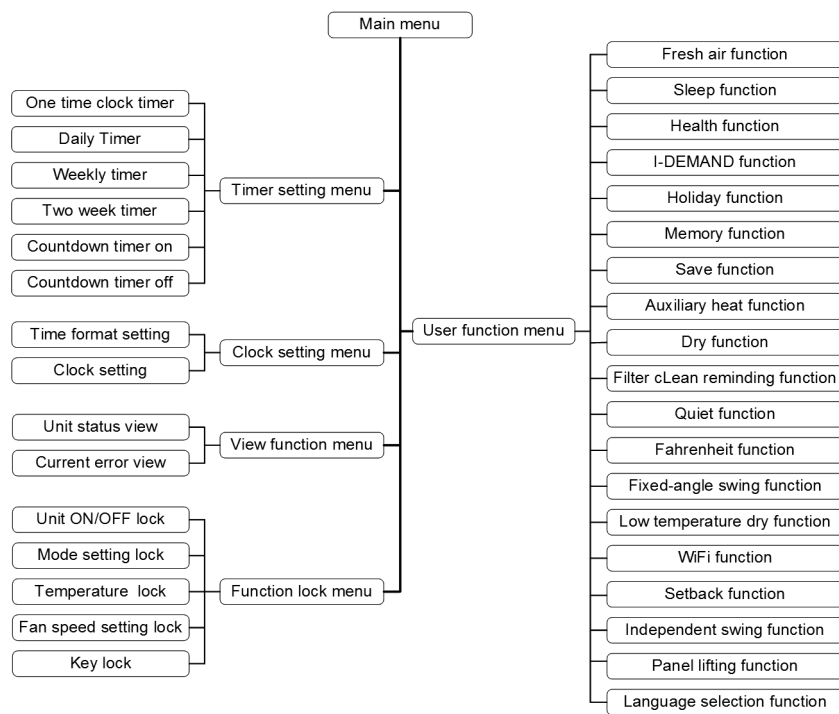 Main menu
One time clock timer
Daily Timer
Weekly timer
Two week timer
Countdown timer on
Countdown timer off
Timer setting menu
Time format setting
Clock setting
Clock setting menu
Unit status view
Current error view
View function menu
Unit ON/OFF lock
Mode setting lock
Temperature lock
Fan speed setting lock
Key lock
Function lock menu
User function menu
Fresh air function
Sleep function
Health function
I-DEMAND function
Holiday function
Memory function
Save function
Auxiliary heat function
Dry function
Filter cLean reminding function
Quiet function
Fahrenheit function
Fixed-angle swing function
Low temperature dry function
WiFi function
Setback function
Independent swing function
Panel lifting function
Language selection function